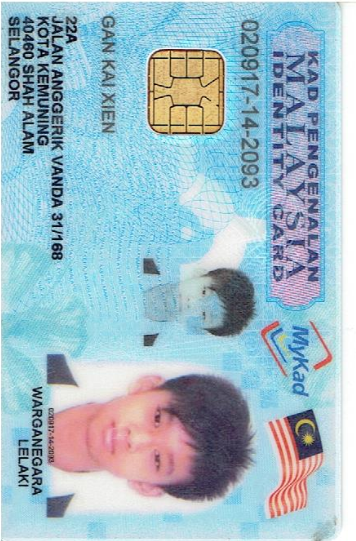 KAD PENGENALAN
MALAYSIA
IDENTITY CARD
MyKad
020917-14-2093
GAN KAI XIEN
22A
JALAN ANGGERIK VANDA 31/168
KOTA KEMUNING
40460 SHAH ALAM
SELANGOR
020917-14-2093
WARGANEGARA
LELAKI